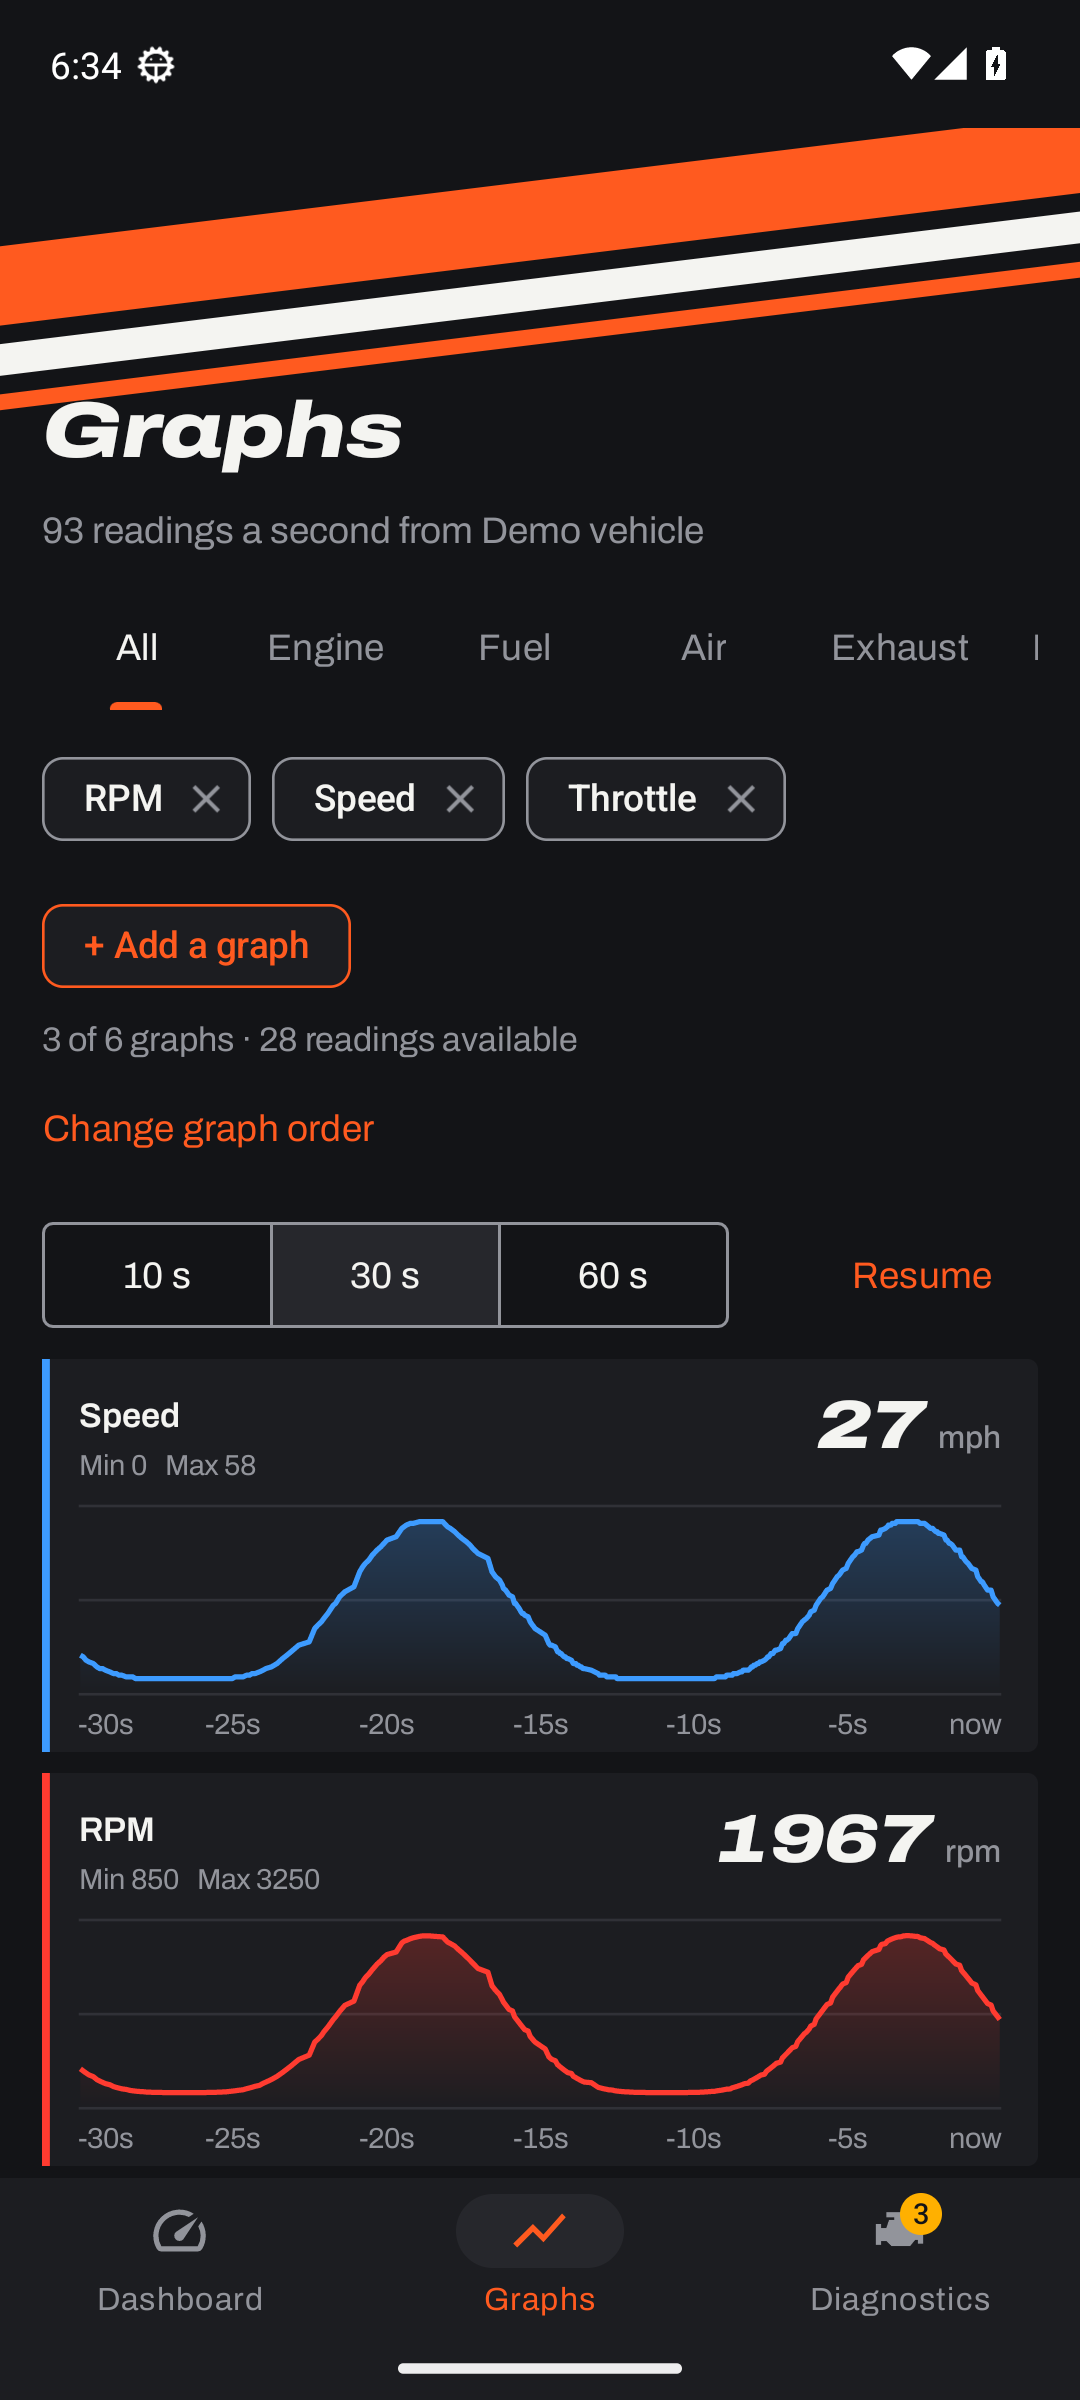 6:34
Graphs
93 readings a second from Demo vehicle
All Engine Fuel Air Exhaust
RPM Speed Throttle
+ Add a graph
3 of 6 graphs · 28 readings available
Change graph order
10 s 30 s 60 s Resume
Speed 27 mph
Min 0 Max 58
-30s -25s -20s -15s -10s -5s now
RPM 1967 rpm
Min 850 Max 3250
-30s -25s -20s -15s -10s -5s now
3
Dashboard Graphs Diagnostics